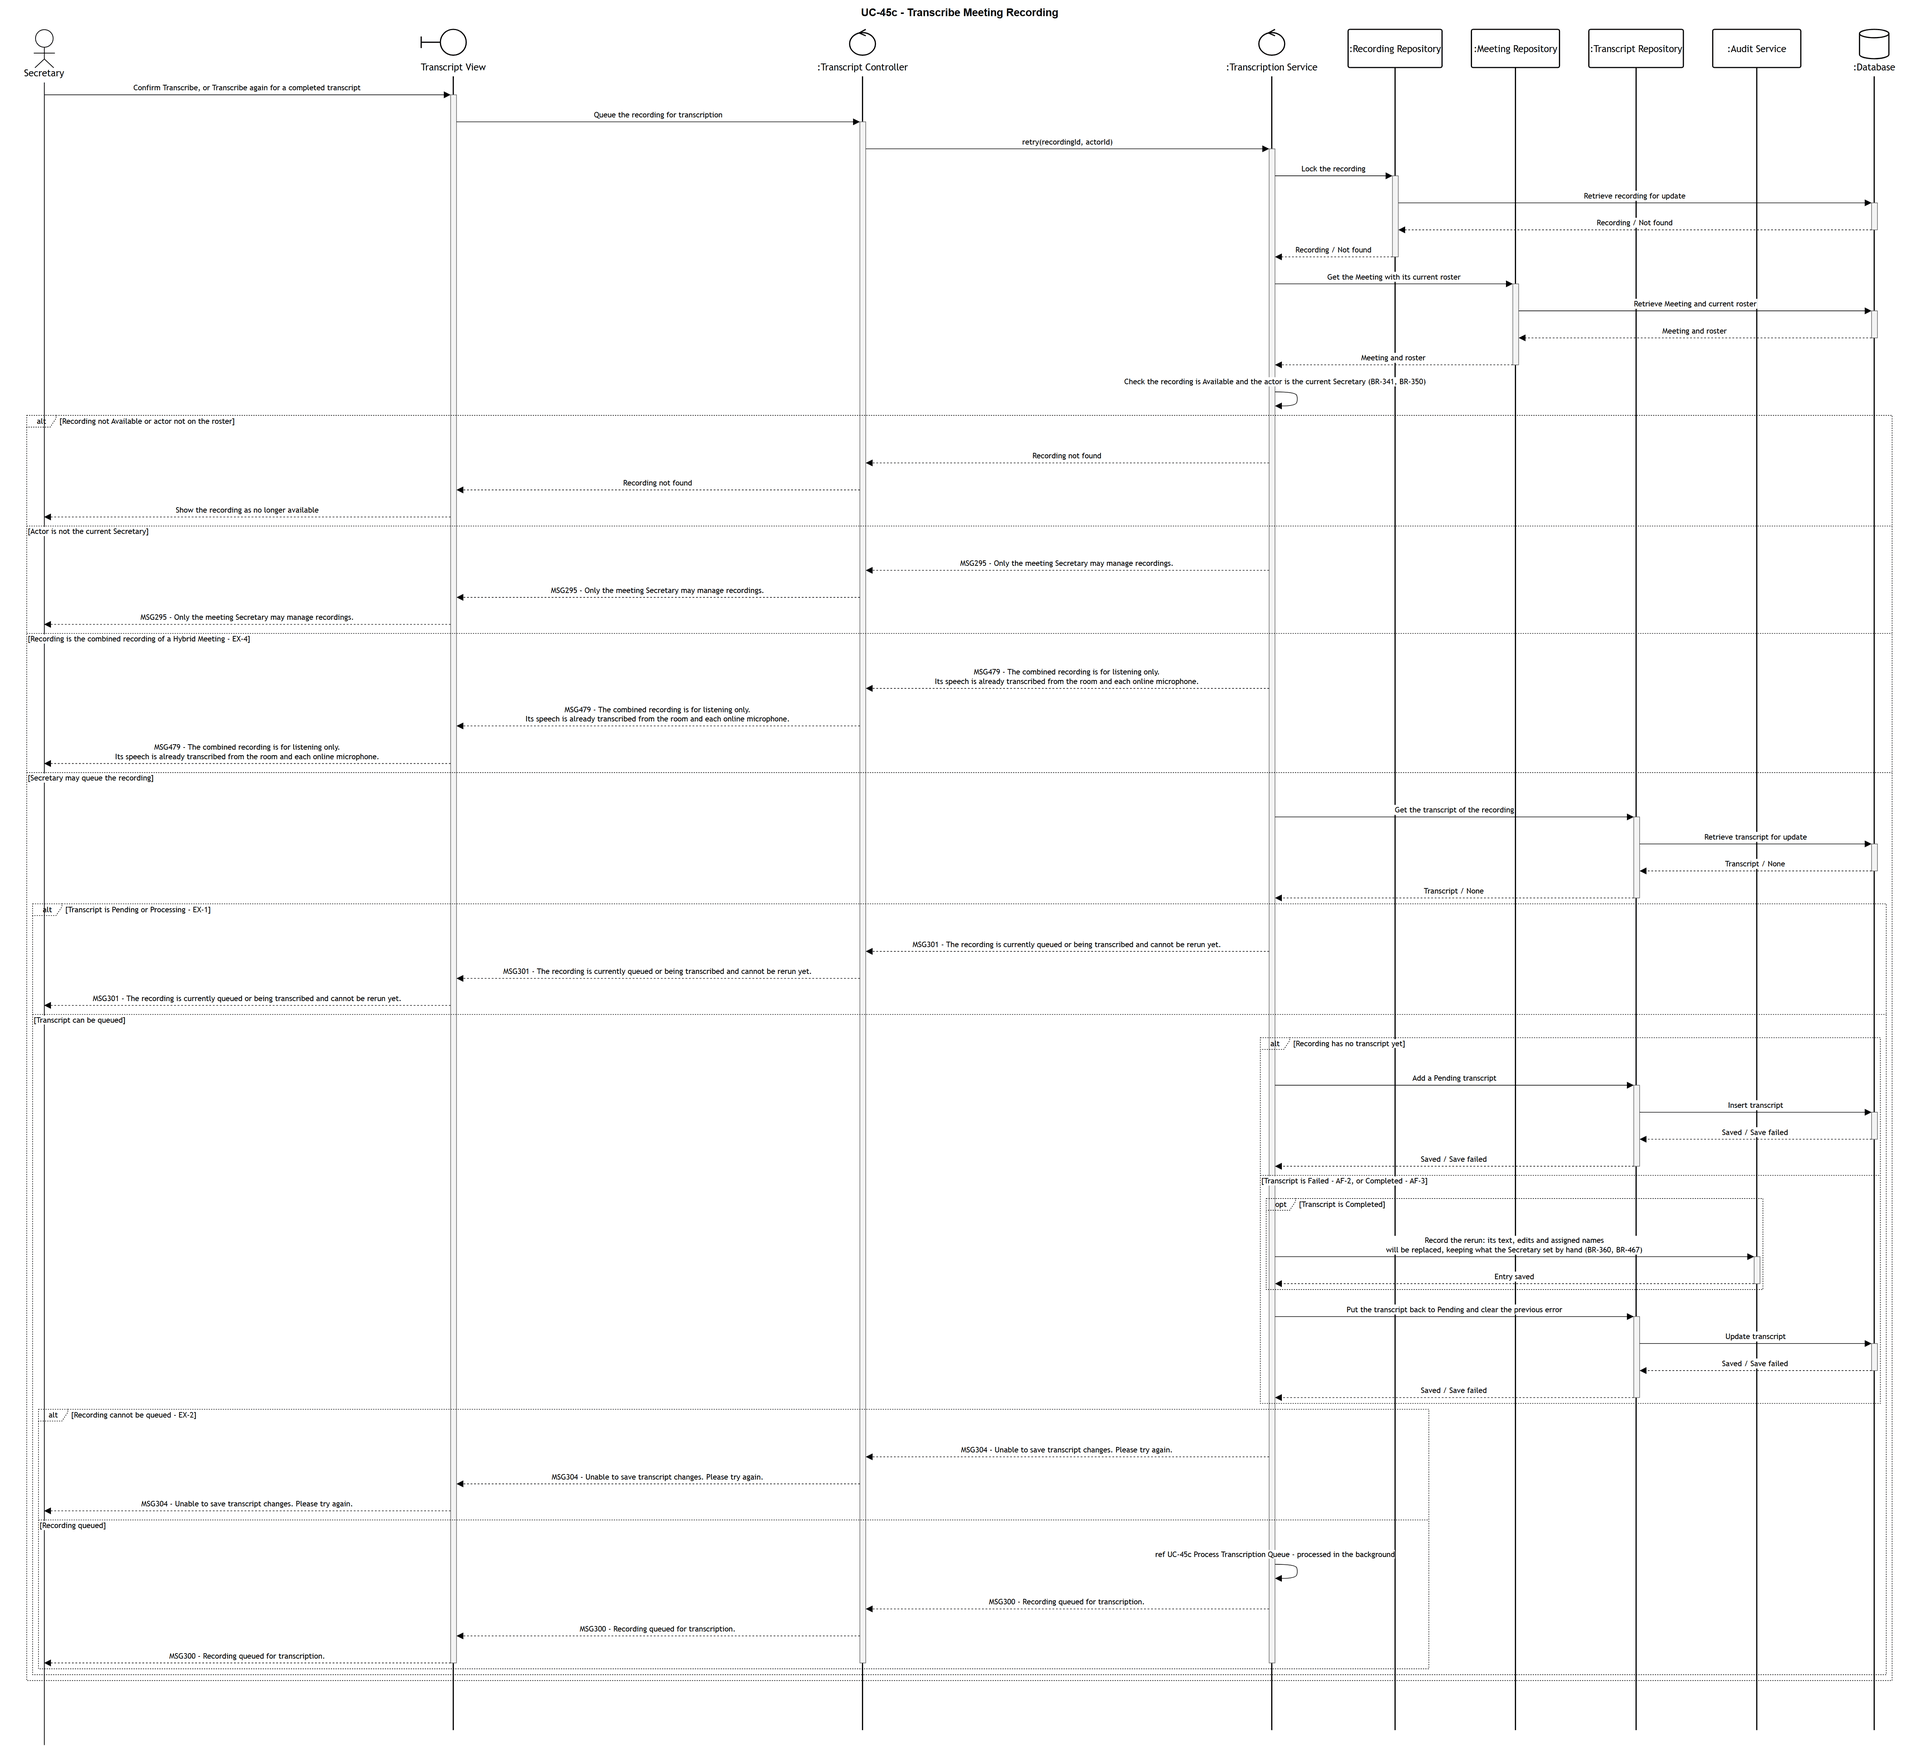 UC-45c - Transcribe Meeting Recording
Secretary
Transcript View
:Transcript Controller
:Transcription Service
:Recording Repository
:Meeting Repository
:Transcript Repository
:Audit Service
:Database
Confirm Transcribe, or Transcribe again for a completed transcript
Queue the recording for transcription
retry(recordingId, actorId)
Lock the recording
Retrieve recording for update
Recording / Not found
Recording / Not found
Get the Meeting with its current roster
Retrieve Meeting and current roster
Meeting and roster
Meeting and roster
Check the recording is Available and the actor is the current Secretary (BR-341, BR-350)
alt [Recording not Available or actor not on the roster]
Recording not found
Recording not found
Show the recording as no longer available
[Actor is not the current Secretary]
MSG295 - Only the meeting Secretary may manage recordings.
MSG295 - Only the meeting Secretary may manage recordings.
MSG295 - Only the meeting Secretary may manage recordings.
[Recording is the combined recording of a Hybrid Meeting - EX-4]
MSG479 - The combined recording is for listening only.
Its speech is already transcribed from the room and each online microphone.
MSG479 - The combined recording is for listening only.
Its speech is already transcribed from the room and each online microphone.
MSG479 - The combined recording is for listening only.
Its speech is already transcribed from the room and each online microphone.
[Secretary may queue the recording]
Get the transcript of the recording
Retrieve transcript for update
Transcript / None
Transcript / None
alt [Transcript is Pending or Processing - EX-1]
MSG301 - The recording is currently queued or being transcribed and cannot be rerun yet.
MSG301 - The recording is currently queued or being transcribed and cannot be rerun yet.
MSG301 - The recording is currently queued or being transcribed and cannot be rerun yet.
[Transcript can be queued]
alt [Recording has no transcript yet]
Add a Pending transcript
Insert transcript
Saved / Save failed
Saved / Save failed
[Transcript is Failed - AF-2, or Completed - AF-3]
opt [Transcript is Completed]
Record the rerun: its text, edits and assigned names
will be replaced, keeping what the Secretary set by hand (BR-360, BR-467)
Entry saved
Put the transcript back to Pending and clear the previous error
Update transcript
Saved / Save failed
Saved / Save failed
alt [Recording cannot be queued - EX-2]
MSG304 - Unable to save transcript changes. Please try again.
MSG304 - Unable to save transcript changes. Please try again.
MSG304 - Unable to save transcript changes. Please try again.
[Recording queued]
ref UC-45c Process Transcription Queue - processed in the background
MSG300 - Recording queued for transcription.
MSG300 - Recording queued for transcription.
MSG300 - Recording queued for transcription.